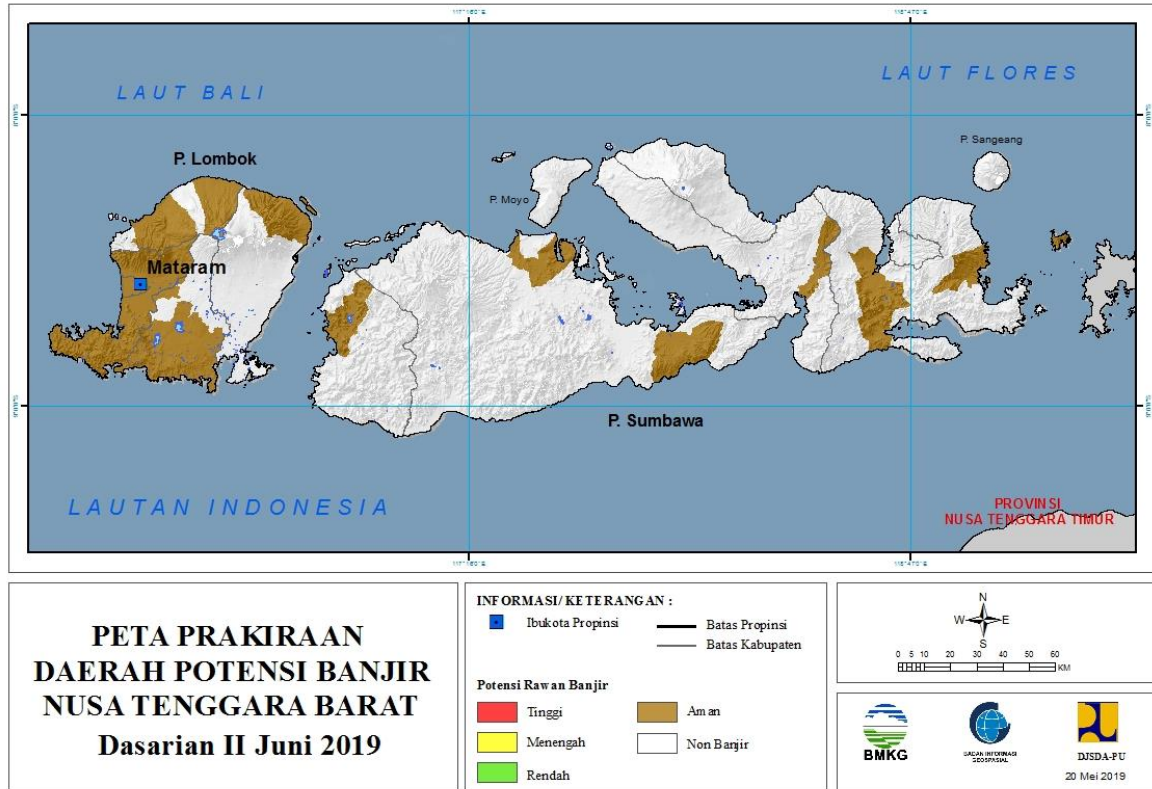 LAUT BALI
LAUT FLORES
P. Lombok
P. Sangeang
P. Moyo
Mataram
P. Sumbawa
LAUTAN INDONESIA
PROVINSI
NUSA TENGGARA TIMUR
PETA PRAKIRAAN
DAERAH POTENSI BANJIR
NUSA TENGGARA BARAT
Dasarian II Juni 2019
INFORMASI/ KETERANGAN :
Ibukota Propinsi
Batas Propinsi
Batas Kabupaten
Potensi Rawan Banjir
Tinggi
Aman
Menengah
Non Banjir
Rendah
N
W E
S
0 5 10 20 30 40 50 60
KM
BMKG
BADAN INFORMASI
GEOSPASIAL
DJSDA-PU
20 Mei 2019